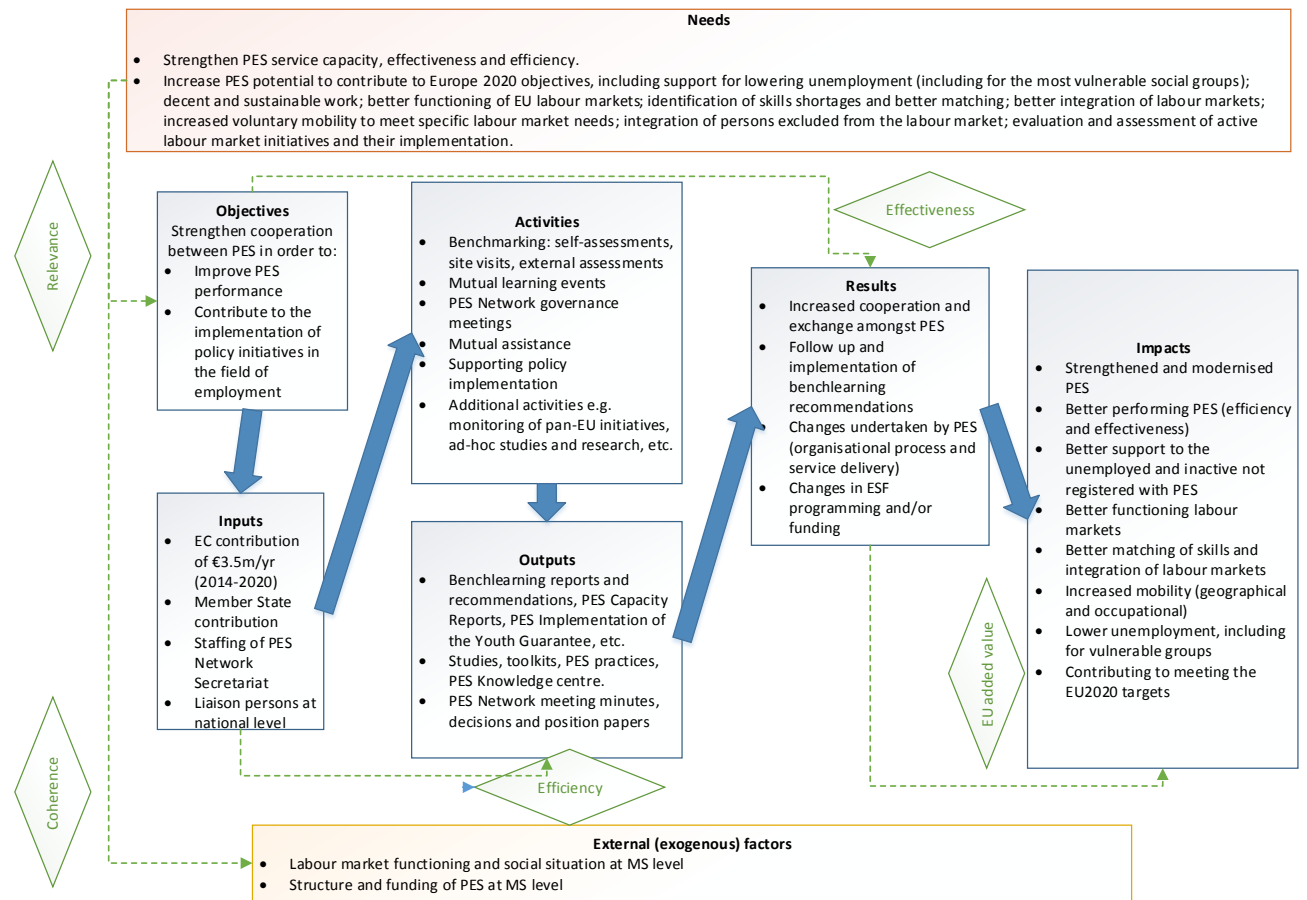 Needs
• Strengthen PES service capacity, effectiveness and efficiency.
• Increase PES potential to contribute to Europe 2020 objectives, including support for lowering unemployment (including for the most vulnerable social groups);
decent and sustainable work; better functioning of EU labour markets; identification of skills shortages and better matching; better integration of labour markets;
increased voluntary mobility to meet specific labour market needs; integration of persons excluded from the labour market; evaluation and assessment of active
labour market initiatives and their implementation.
Relevance
Objectives
Strengthen cooperation
between PES in order to:
• Improve PES
performance
• Contribute to the
implementation of
policy initiatives in
the field of
employment
Inputs
• EC contribution
of €3.5m/yr
(2014-2020)
• Member State
contribution
• Staffing of PES
Network
Secretariat
• Liaison persons at
national level
Activities
• Benchmarking: self-assessments,
site visits, external assessments
• Mutual learning events
• PES Network governance
meetings
• Mutual assistance
• Supporting policy
implementation
• Additional activities e.g.
monitoring of pan-EU initiatives,
ad-hoc studies and research, etc.
Outputs
• Benchlearning reports and
recommendations, PES Capacity
Reports, PES Implementation of
the Youth Guarantee, etc.
• Studies, toolkits, PES practices,
PES Knowledge centre.
• PES Network meeting minutes,
decisions and position papers
Efficiency
Effectiveness
Results
• Increased cooperation and
exchange amongst PES
• Follow up and
implementation of
benchlearning
recommendations
• Changes undertaken by PES
(organisational process and
service delivery)
• Changes in ESF
programming and/or
funding
EU added value
Impacts
• Strengthened and modernised
PES
• Better performing PES (efficiency
and effectiveness)
• Better support to the
unemployed and inactive not
registered with PES
• Better functioning labour
markets
• Better matching of skills and
integration of labour markets
• Increased mobility (geographical
and occupational)
• Lower unemployment, including
for vulnerable groups
• Contributing to meeting the
EU2020 targets
Coherence
External (exogenous) factors
• Labour market functioning and social situation at MS level
• Structure and funding of PES at MS level